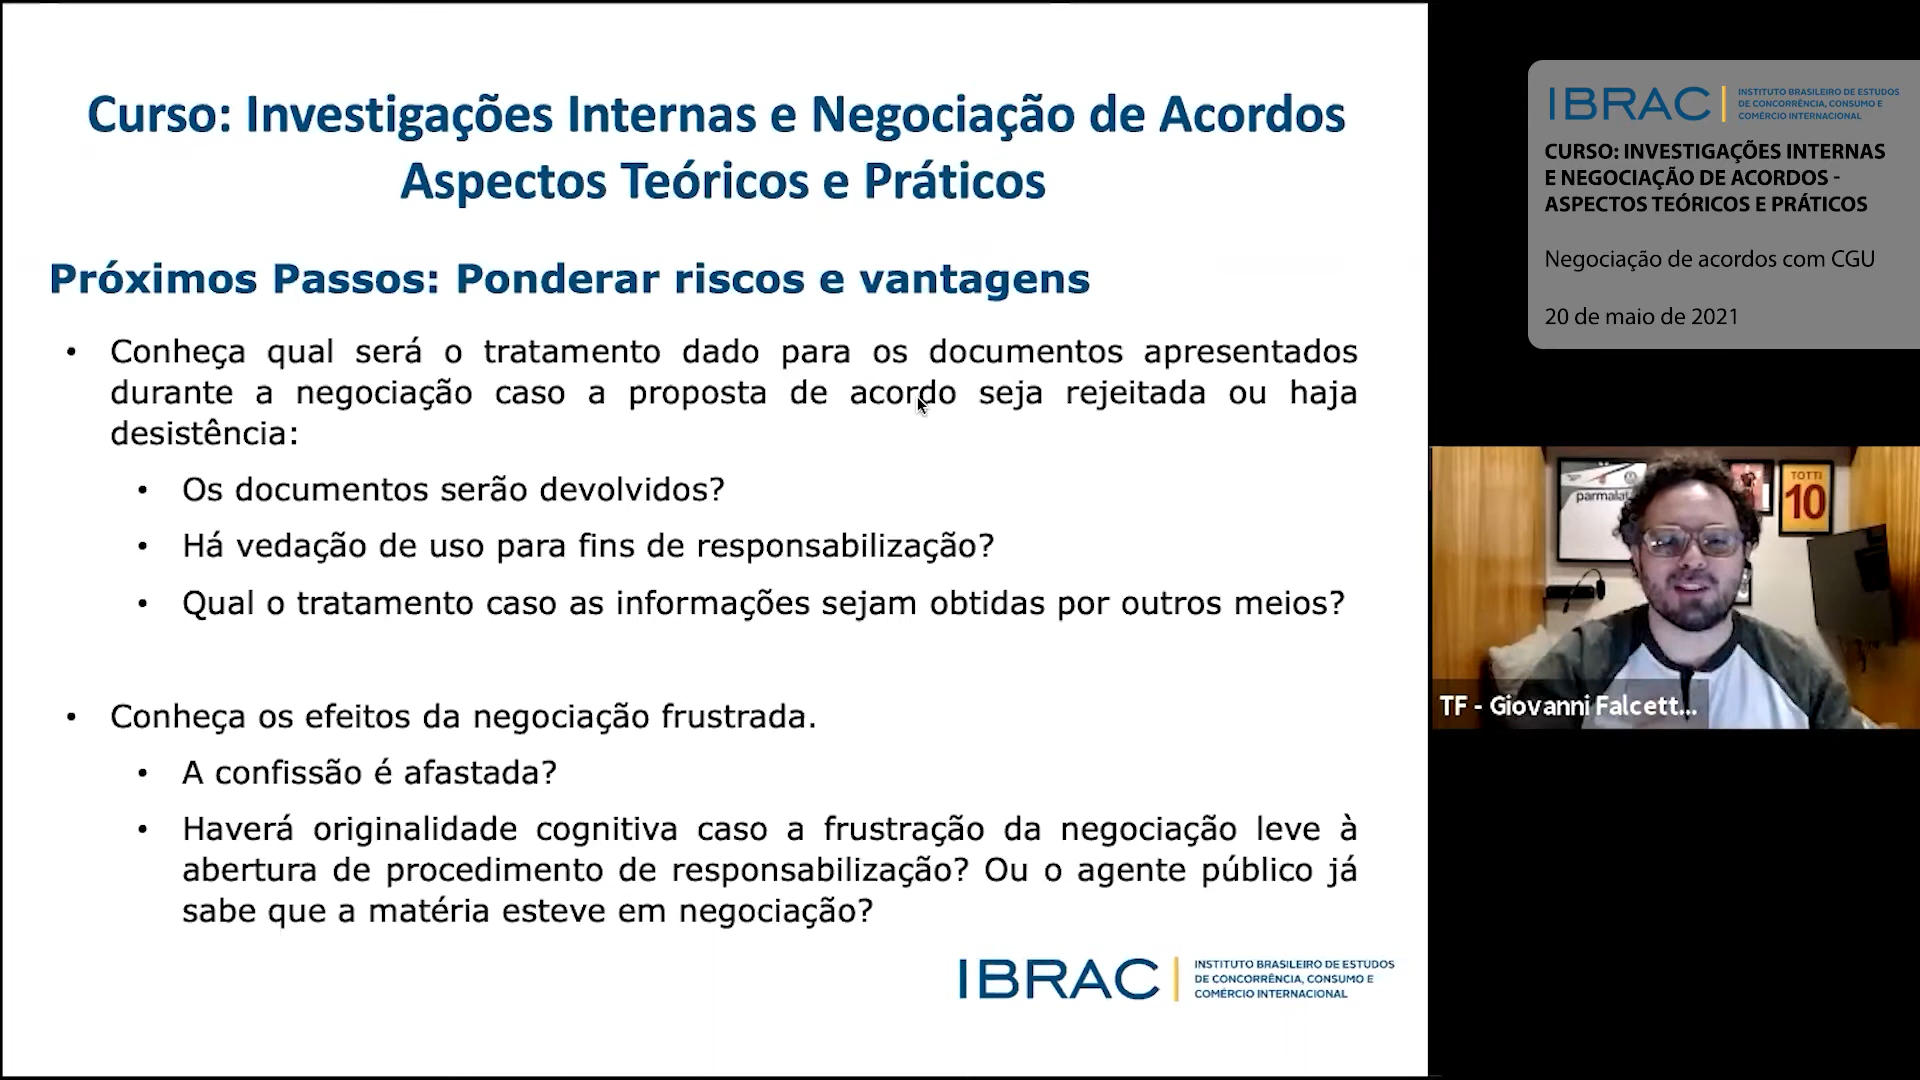 Curso: Investigações Internas e Negociação de Acordos
Aspectos Teóricos e Práticos
Próximos Passos: Ponderar riscos e vantagens
• Conheça qual será o tratamento dado para os documentos apresentados
durante a negociação caso a proposta de acordo seja rejeitada ou haja
desistência:
• Os documentos serão devolvidos?
• Há vedação de uso para fins de responsabilização?
• Qual o tratamento caso as informações sejam obtidas por outros meios?
• Conheça os efeitos da negociação frustrada.
• A confissão é afastada?
• Haverá originalidade cognitiva caso a frustração da negociação leve à
abertura de procedimento de responsabilização? Ou o agente público já
sabe que a matéria esteve em negociação?
IBRAC
INSTITUTO BRASILEIRO DE ESTUDOS
DE CONCORRÊNCIA, CONSUMO E
COMÉRCIO INTERNACIONAL
IBRAC
INSTITUTO BRASILEIRO DE ESTUDOS
DE CONCORRÊNCIA, CONSUMO E
COMÉRCIO INTERNACIONAL
CURSO: INVESTIGAÇÕES INTERNAS
E NEGOCIAÇÃO DE ACORDOS -
ASPECTOS TEÓRICOS E PRÁTICOS
Negociação de acordos com CGU
20 de maio de 2021
parmalat
TOTTI
10
TF - Giovanni Falcett...